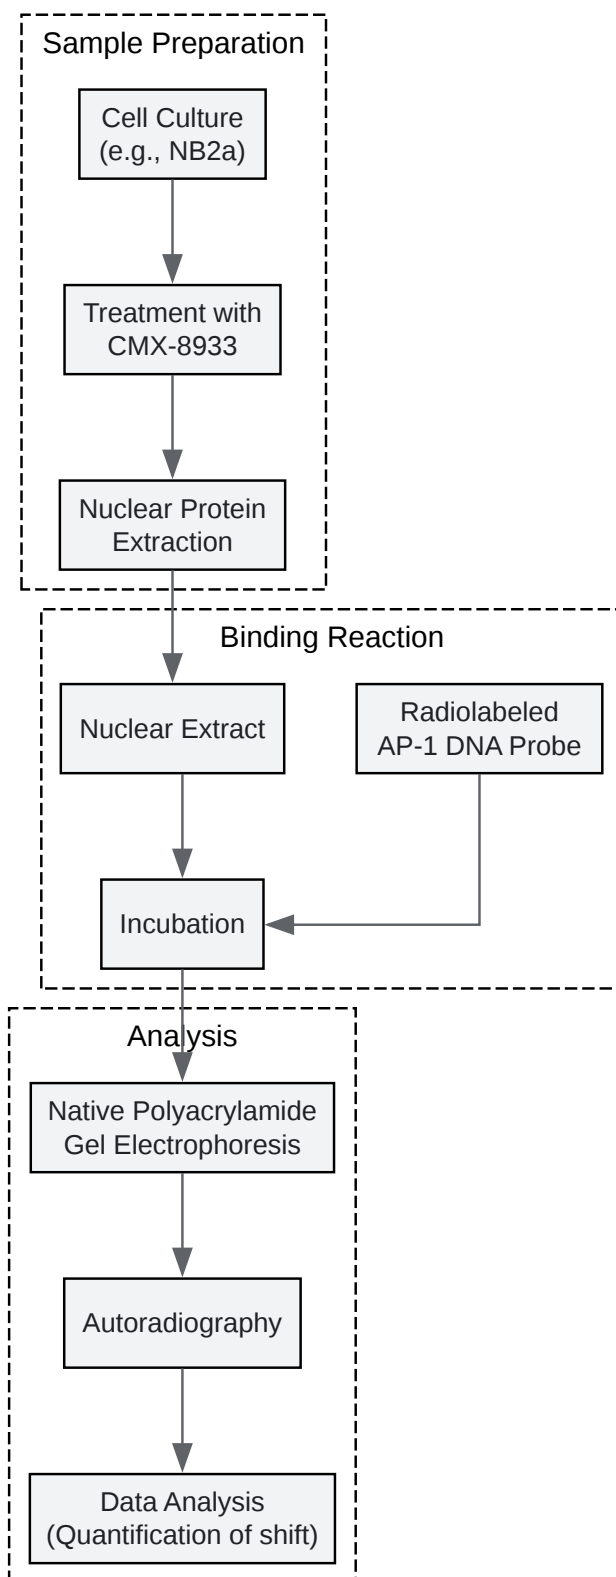 Sample Preparation
Cell Culture
(e.g., NB2a)
Treatment with
CMX-8933
Nuclear Protein
Extraction
Binding Reaction
Nuclear Extract
Radiolabeled
AP-1 DNA Probe
Incubation
Analysis
Native Polyacrylamide
Gel Electrophoresis
Autoradiography
Data Analysis
(Quantification of shift)